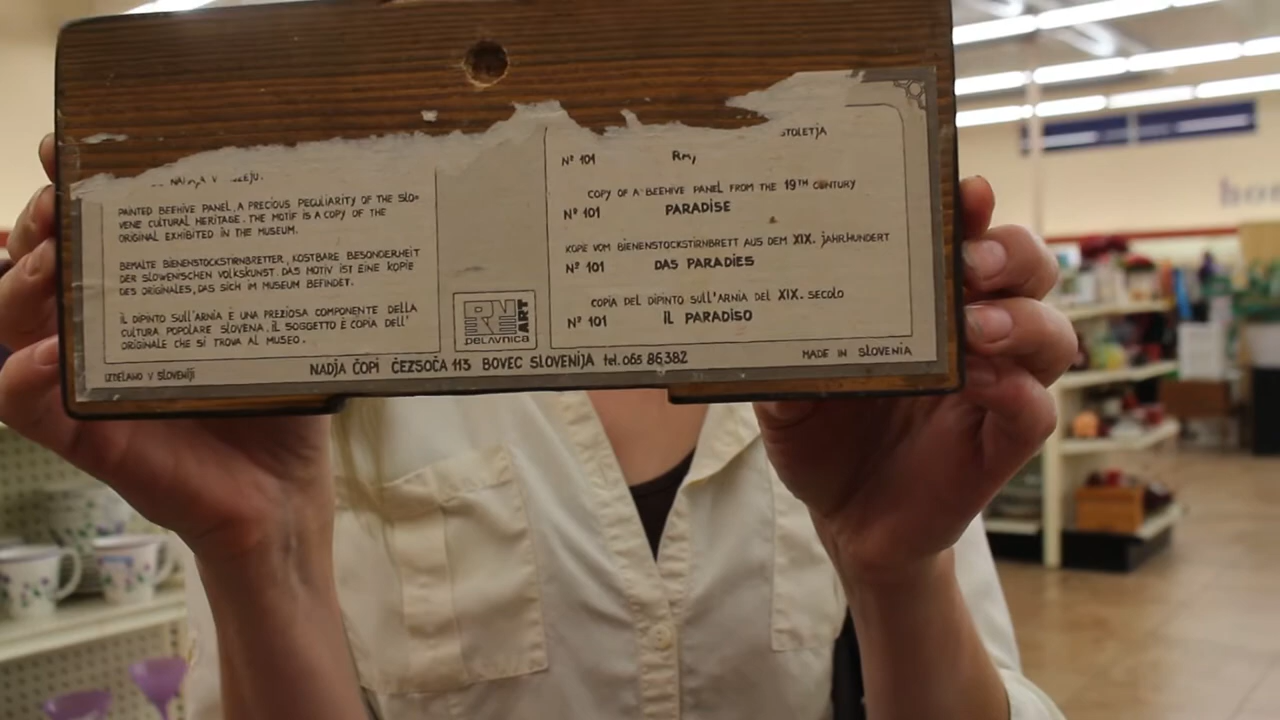 PAINTED BEEHIVE PANEL, A PRECIOUS PECULIARITY OF THE SLO-
VENE CULTURAL HERITAGE. THE MOTIF IS A COPY OF THE
ORIGINAL EXHIBITED IN THE MUSEUM.
BEMALTE BIENENSTOCKSTIRNBRETTER, KOSTBARE BESONDERHEIT
DER SLOWENISCHEN VOLKSKUNST. DAS MOTIV IST EINE KOPIE
DES ORIGINALES, DAS SICH IM MUSEUM BEFINDET.
IL DIPINTO SULL'ARNIA È UNA PREZIOSA COMPONENTE DELLA
CULTURA POPOLARE SLOVENA. IL SOGGETTO È COPIA DELL'
ORIGINALE CHE SI TROVA AL MUSEO.
ART
DELAVNICA
STOLETJA
Nº 101
COPY OF A BEEHIVE PANEL FROM THE 19TH CENTURY
Nº 101 PARADISE
KOPIE VOM BIENENSTOCKSTIRNBRETT AUS DEM XIX. JAHRHUNDERT
Nº 101 DAS PARADIES
COPIA DEL DIPINTO SULL'ARNIA DEL XIX. SECOLO
Nº 101 IL PARADISO
IZDELANO V SLOVENIJI NADJA ČOPI ČEZSOČA 113 BOVEC SLOVENIJA tel. 065 86382 MADE IN SLOVENIA